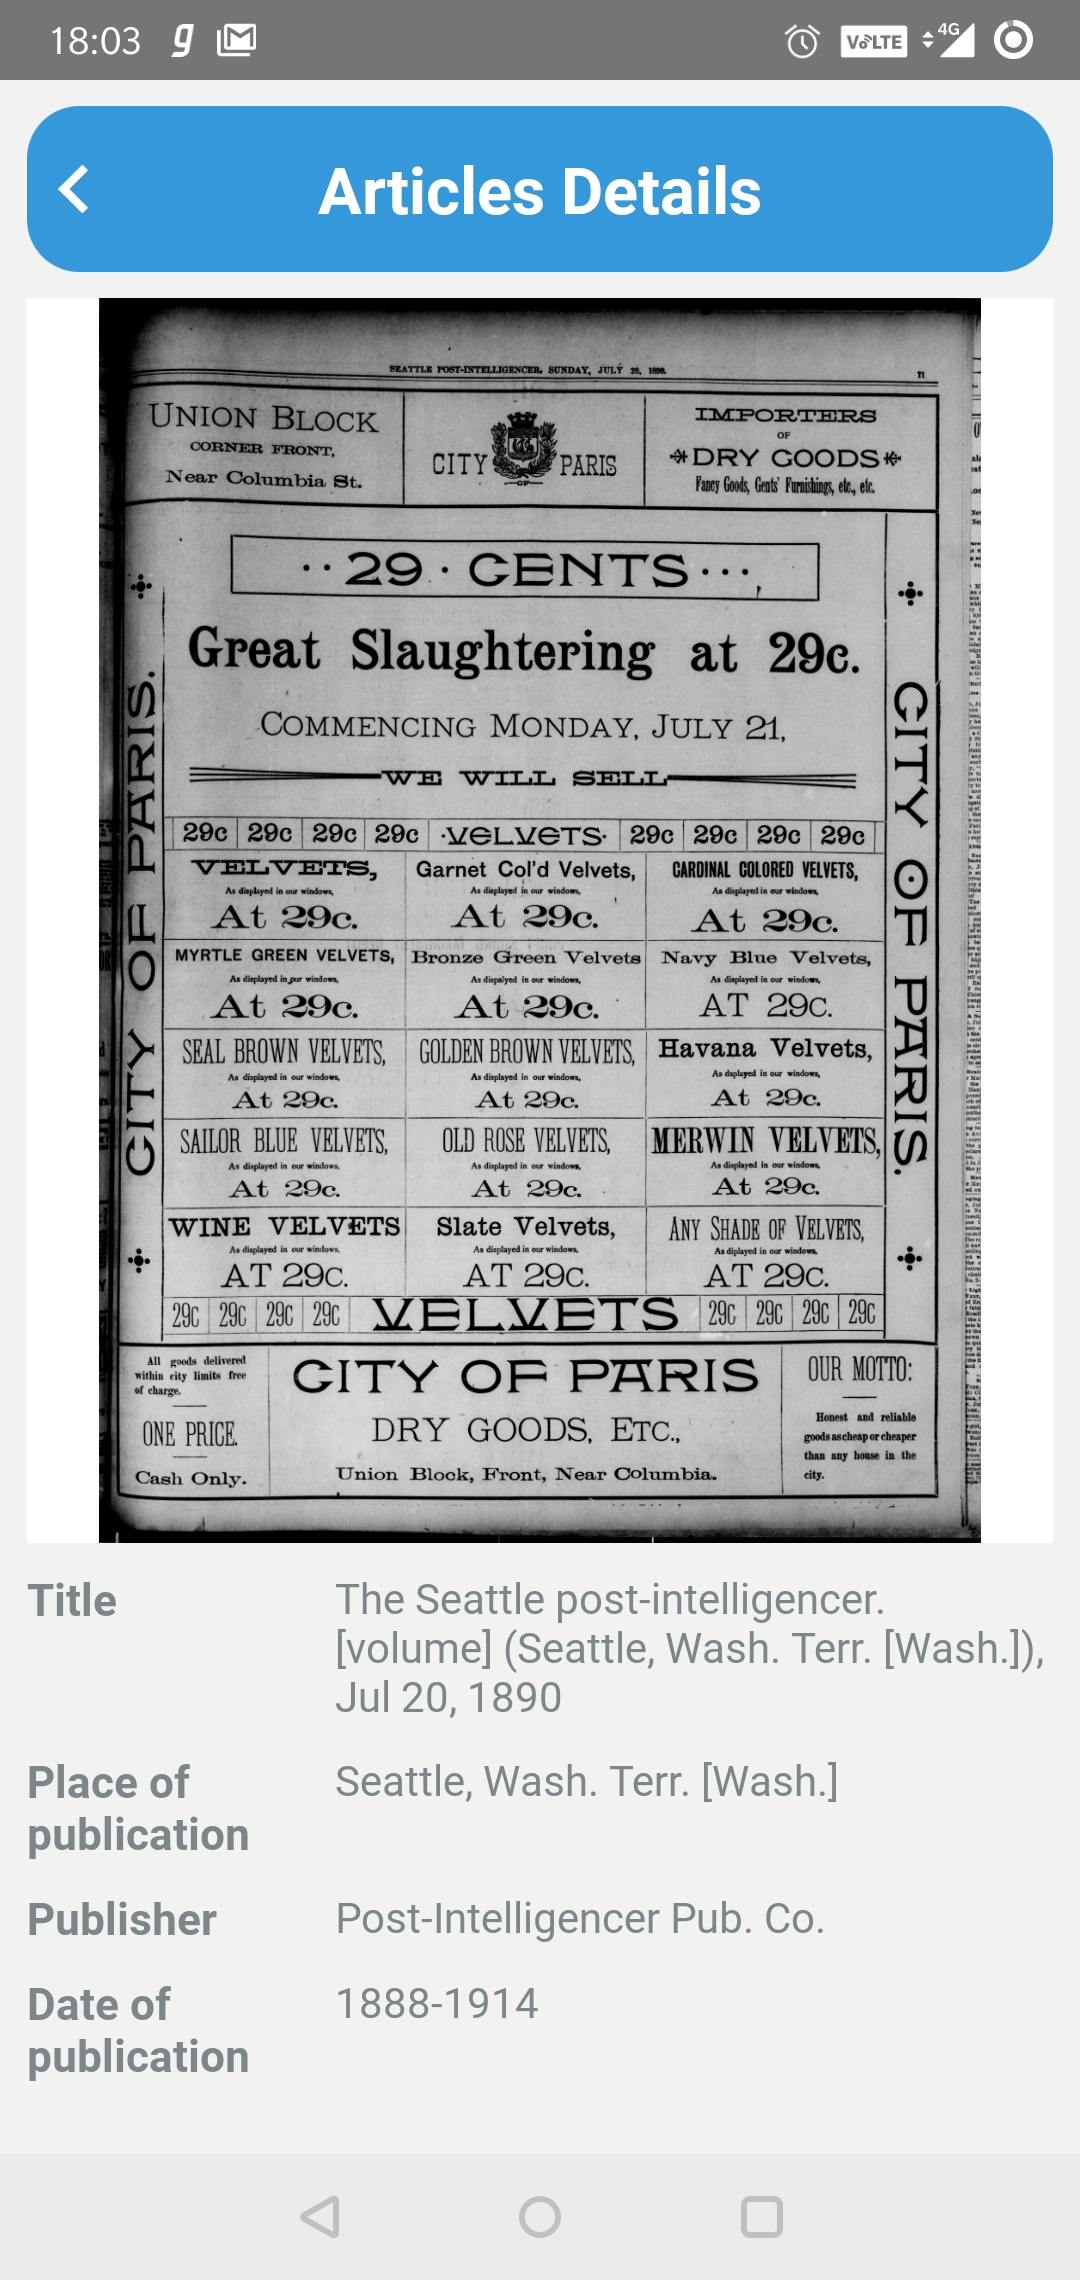 18:03
VoLTE 4G
Articles Details
SEATTLE POST-INTELLIGENCER, SUNDAY, JULY 20, 1890.
11
UNION BLOCK
CORNER FRONT,
Near Columbia St.
CITY OF PARIS
IMPORTERS
OF
DRY GOODS
Fancy Goods, Gents' Furnishings, etc., etc.
CITY OF PARIS.
CITY OF PARIS.
··29·CENTS···,
Great Slaughtering at 29c.
COMMENCING MONDAY, JULY 21,
WE WILL SELL
29c 29c 29c 29c ·VELVETS· 29c 29c 29c 29c
VELVETS, Garnet Col'd Velvets, CARDINAL COLORED VELVETS,
As displayed in our windows, As displayed in our windows, As displayed in our windows,
At 29c. At 29c. At 29c.
MYRTLE GREEN VELVETS, Bronze Green Velvets Navy Blue Velvets,
As displayed in our windows, As dispalyed in our windows, As displayed in our windows,
At 29c. At 29c. AT 29C.
SEAL BROWN VELVETS, GOLDEN BROWN VELVETS, Havana Velvets,
As displayed in our windows, As displayed in our windows, As dsplayed in our windows,
At 29c. At 29c. At 29c.
SAILOR BLUE VELVETS, OLD ROSE VELVETS, MERWIN VELVETS,
As displayed in our windows, As displayed in our windows, As displayed in our windows,
At 29c. At 29c. At 29c.
WINE VELVETS Slate Velvets, ANY SHADE OF VELVETS,
As displayed in our windows, As displayed in our windows, As diplayed in our windows,
AT 29C. AT 29C. AT 29C.
29C 29C 29C 29C VELVETS 29C 29C 29C 29C
All goods delivered
within city limits free
of charge.
ONE PRICE.
Cash Only.
CITY OF PARIS
DRY GOODS, ETC.,
Union Block, Front, Near Columbia.
OUR MOTTO:
Honest and reliable
goods as cheap or cheaper
than any house in the
city.
Title The Seattle post-intelligencer.
[volume] (Seattle, Wash. Terr. [Wash.]),
Jul 20, 1890
Place of Seattle, Wash. Terr. [Wash.]
publication
Publisher Post-Intelligencer Pub. Co.
Date of 1888-1914
publication